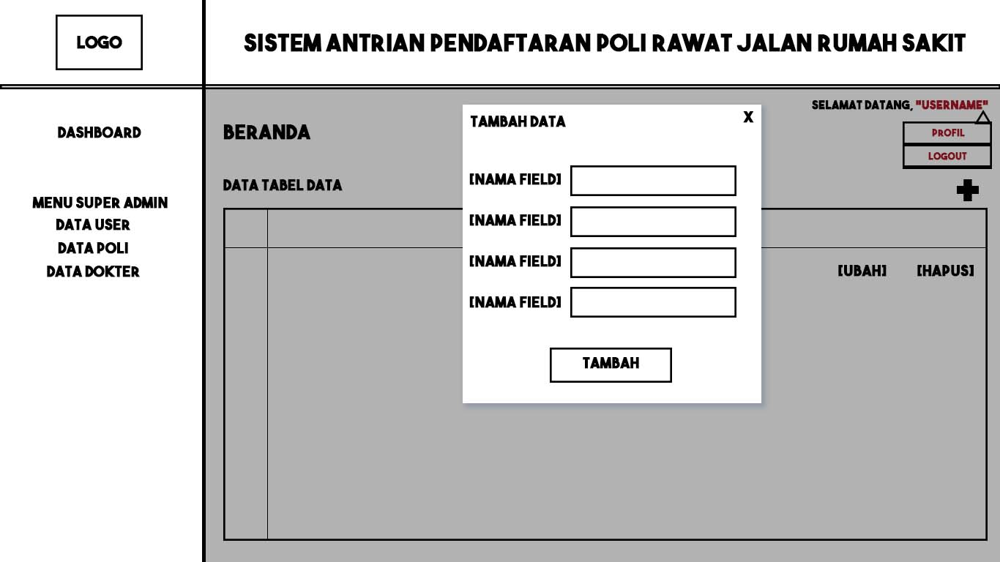 LOGO
SISTEM ANTRIAN PENDAFTARAN POLI RAWAT JALAN RUMAH SAKIT
DASHBOARD
MENU SUPER ADMIN
DATA USER
DATA POLI
DATA DOKTER
SELAMAT DATANG, "USERNAME"
PROFIL
LOGOUT
BERANDA
DATA TABEL DATA
[UBAH] [HAPUS]
TAMBAH DATA X
[NAMA FIELD]
[NAMA FIELD]
[NAMA FIELD]
[NAMA FIELD]
TAMBAH